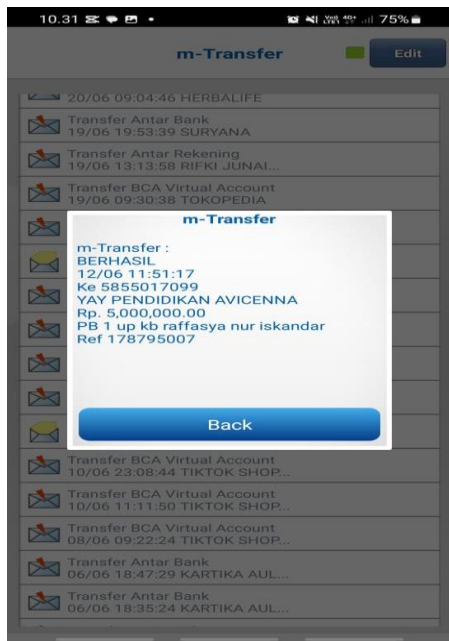 10.31
75%
m-Transfer
Edit
20/06 09:04:46 HERBALIFE
Transfer Antar Bank
19/06 19:53:39 SURYANA
Transfer Antar Rekening
19/06 13:13:58 RIFKI JUNAI...
Transfer BCA Virtual Account
19/06 09:30:38 TOKOPEDIA
m-Transfer
m-Transfer :
BERHASIL
12/06 11:51:17
Ke 5855017099
YAY PENDIDIKAN AVICENNA
Rp. 5,000,000.00
PB 1 up kb raffasya nur iskandar
Ref 178795007
Back
Transfer BCA Virtual Account
10/06 23:08:44 TIKTOK SHOP...
Transfer BCA Virtual Account
10/06 11:11:50 TIKTOK SHOP...
Transfer BCA Virtual Account
08/06 09:22:24 TIKTOK SHOP...
Transfer Antar Bank
06/06 18:47:29 KARTIKA AUL...
Transfer Antar Bank
06/06 18:35:24 KARTIKA AUL...